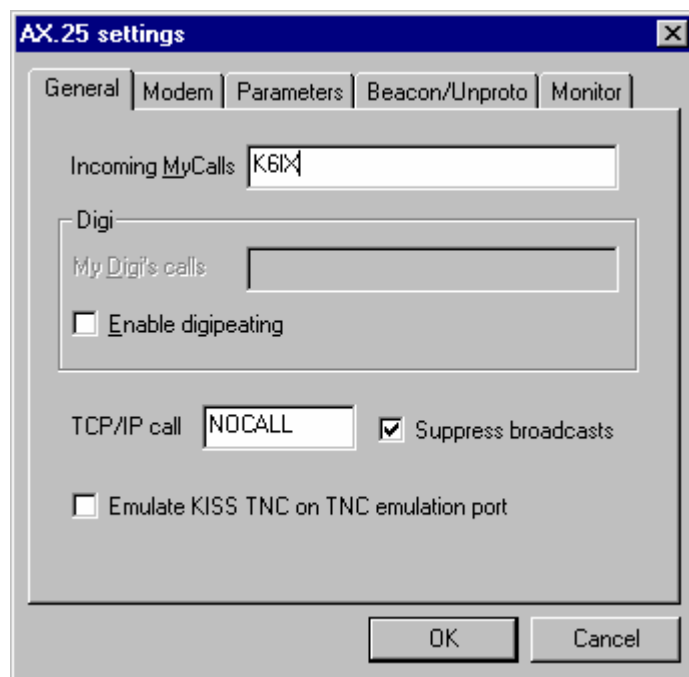 AX.25 settings
General Modem Parameters Beacon/Unproto Monitor
Incoming MyCalls K6IX
Digi
My Digi's calls
Enable digipeating
TCP/IP call NOCALL Suppress broadcasts
Emulate KISS TNC on TNC emulation port
OK Cancel